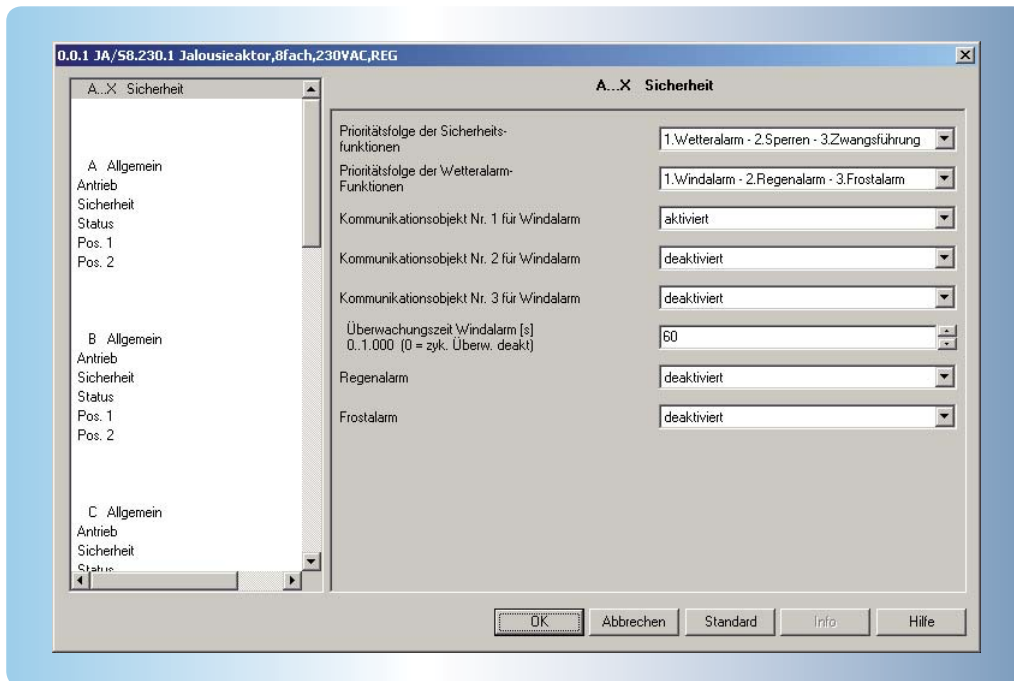 0.0.1 JA/S8.230.1 Jalousieaktor,8fach,230VAC,REG
A...X Sicherheit
A Allgemein
Antrieb
Sicherheit
Status
Pos. 1
Pos. 2
B Allgemein
Antrieb
Sicherheit
Status
Pos. 1
Pos. 2
C Allgemein
Antrieb
Sicherheit
Status
A...X Sicherheit
Prioritätsfolge der Sicherheits-
funktionen
1.Wetteralarm - 2.Sperren - 3.Zwangsführung
Prioritätsfolge der Wetteralarm-
Funktionen
1.Windalarm - 2.Regenalarm - 3.Frostalarm
Kommunikationsobjekt Nr. 1 für Windalarm
aktiviert
Kommunikationsobjekt Nr. 2 für Windalarm
deaktiviert
Kommunikationsobjekt Nr. 3 für Windalarm
deaktiviert
Überwachungszeit Windalarm [s]
0..1.000 (0 = zyk. Überw. deakt)
60
Regenalarm
deaktiviert
Frostalarm
deaktiviert
OK
Abbrechen
Standard
Info
Hilfe